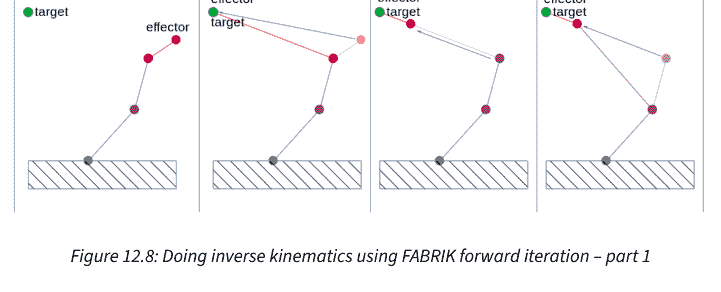 target
effector
effector
target
effector
target
effector
target
Figure 12.8: Doing inverse kinematics using FABRIK forward iteration – part 1